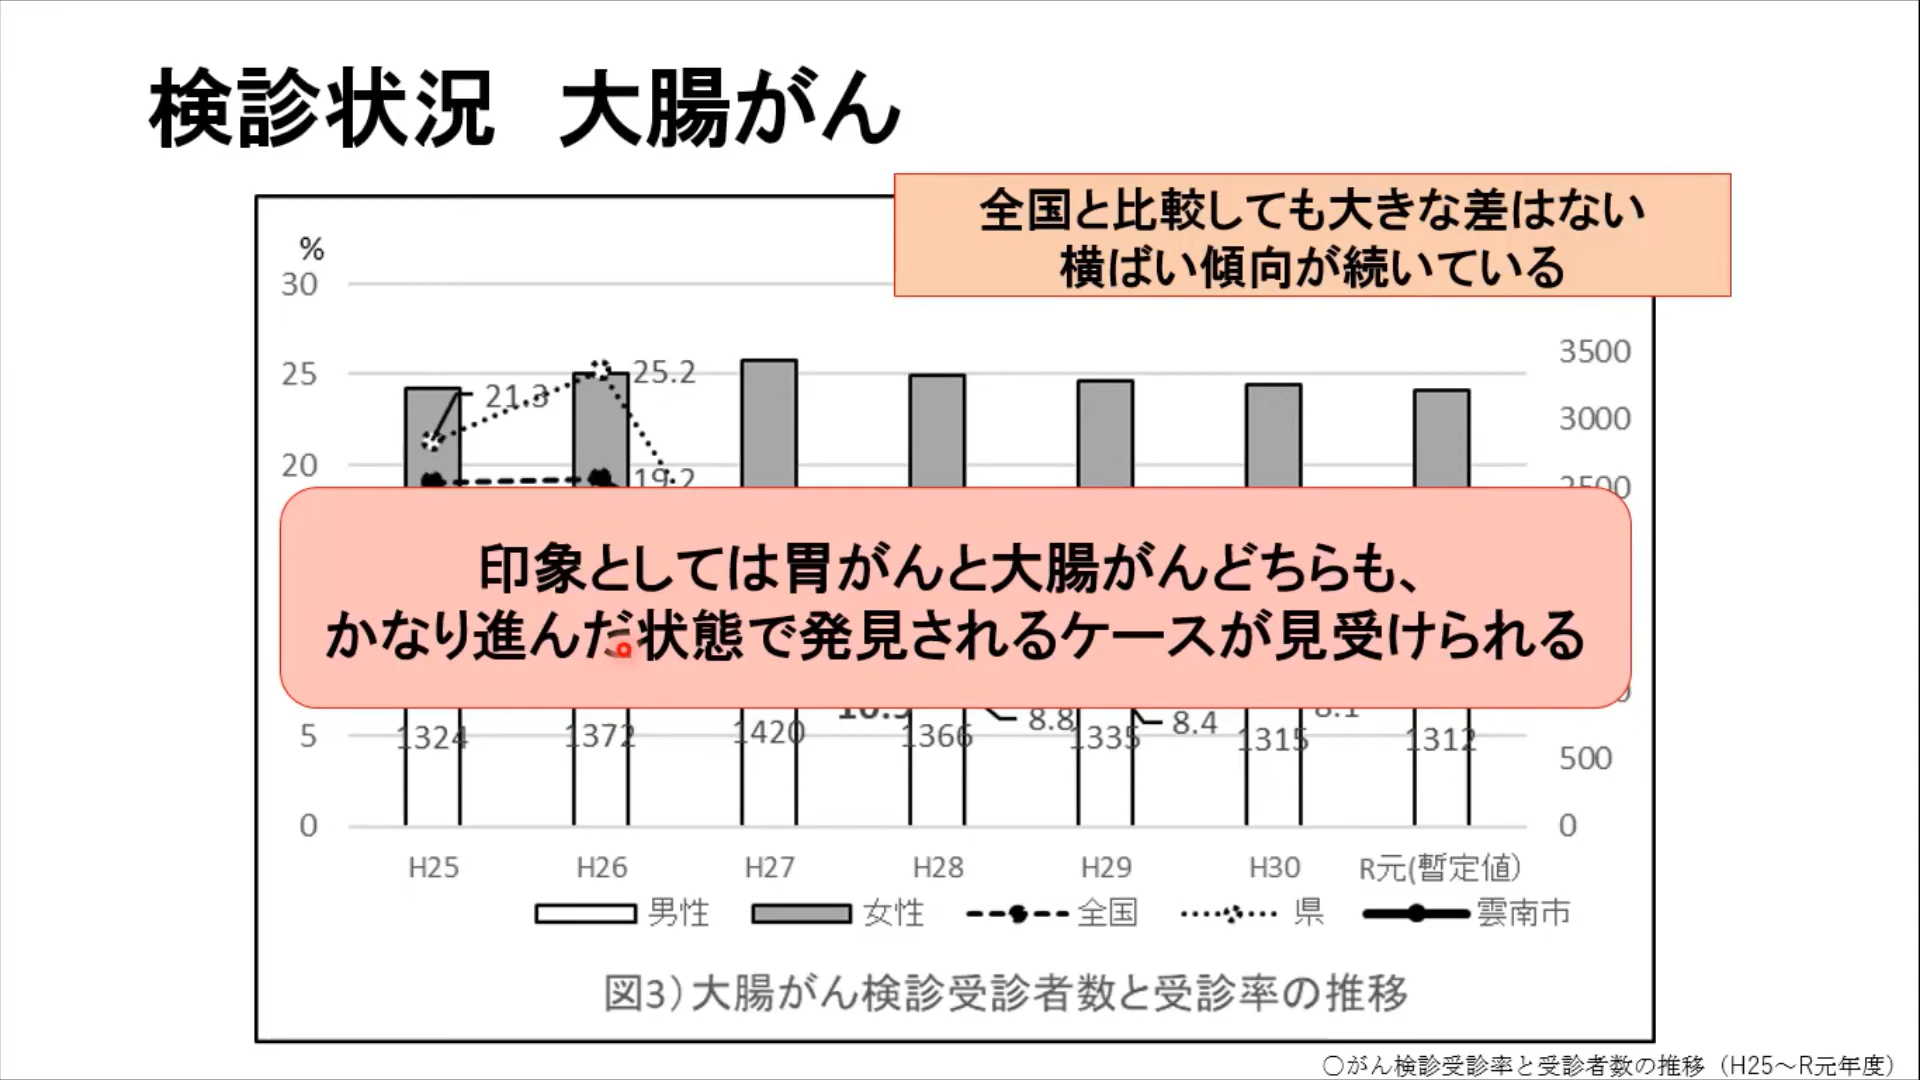 検診状況　大腸がん
全国と比較しても大きな差はない
横ばい傾向が続いている
%
30
25
20
5
0
3500
3000
2500
500
0
21.3
25.2
19.2
印象としては胃がんと大腸がんどちらも、
かなり進んだ状態で発見されるケースが見受けられる
8.8
8.4
8.1
1324
1372
1420
1366
1335
1315
1312
H25
H26
H27
H28
H29
H30
R元(暫定値)
男性
女性
全国
県
雲南市
図3）大腸がん検診受診者数と受診率の推移
〇がん検診受診率と受診者数の推移（H25～R元年度）